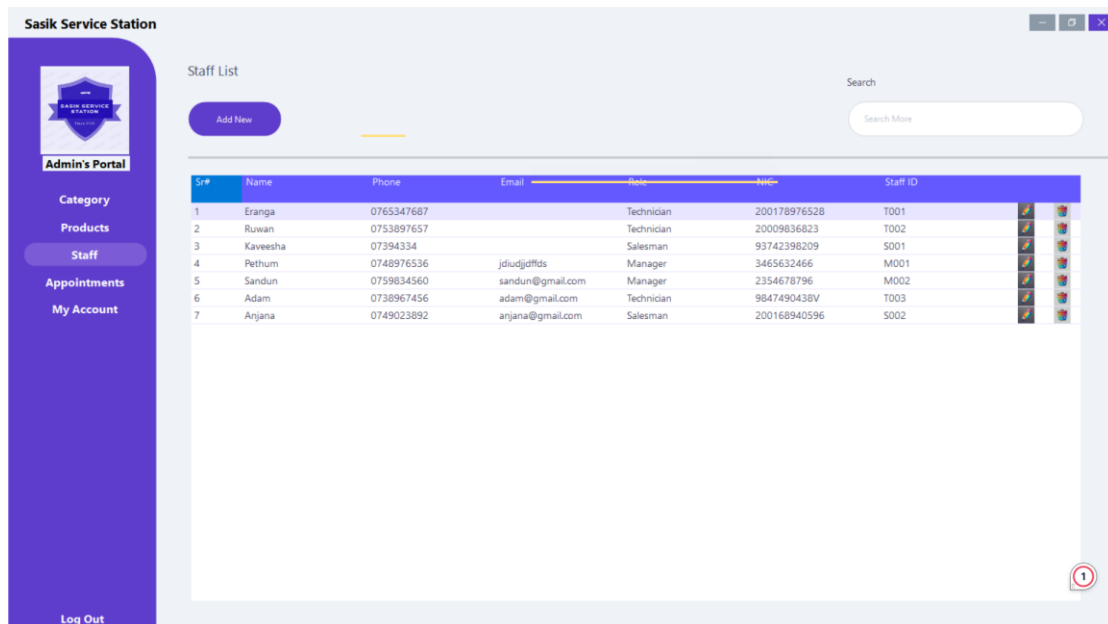 Sasik Service Station
SASIK SERVICE
STATION
Admin's Portal
Category
Products
Staff
Appointments
My Account
Log Out
Staff List
Add New
Search
Search More
Sr# Name Phone Email Role NIC Staff ID
1 Eranga 0765347687 Technician 200178976528 T001
2 Ruwan 0753897657 Technician 20009836823 T002
3 Kaveesha 07394334 Salesman 93742398209 S001
4 Pethum 0748976536 jdiudjjdffds Manager 3465632466 M001
5 Sandun 0759834560 sandun@gmail.com Manager 2354678796 M002
6 Adam 0738967456 adam@gmail.com Technician 9847490438V T003
7 Anjana 0749023892 anjana@gmail.com Salesman 200168940596 S002
1